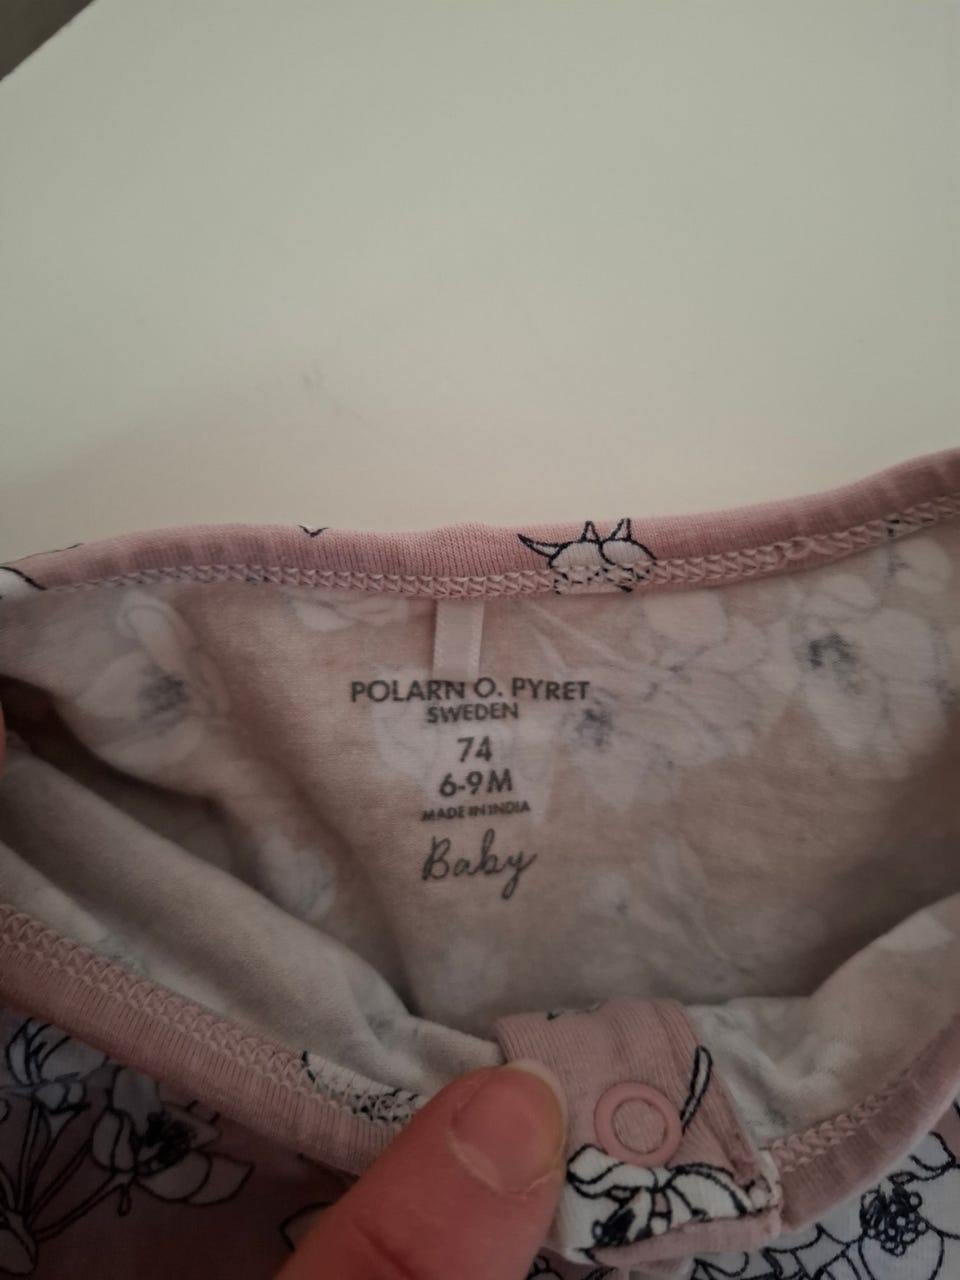 POLARN O. PYRET
SWEDEN
74
6-9M
MADE IN INDIA
Baby